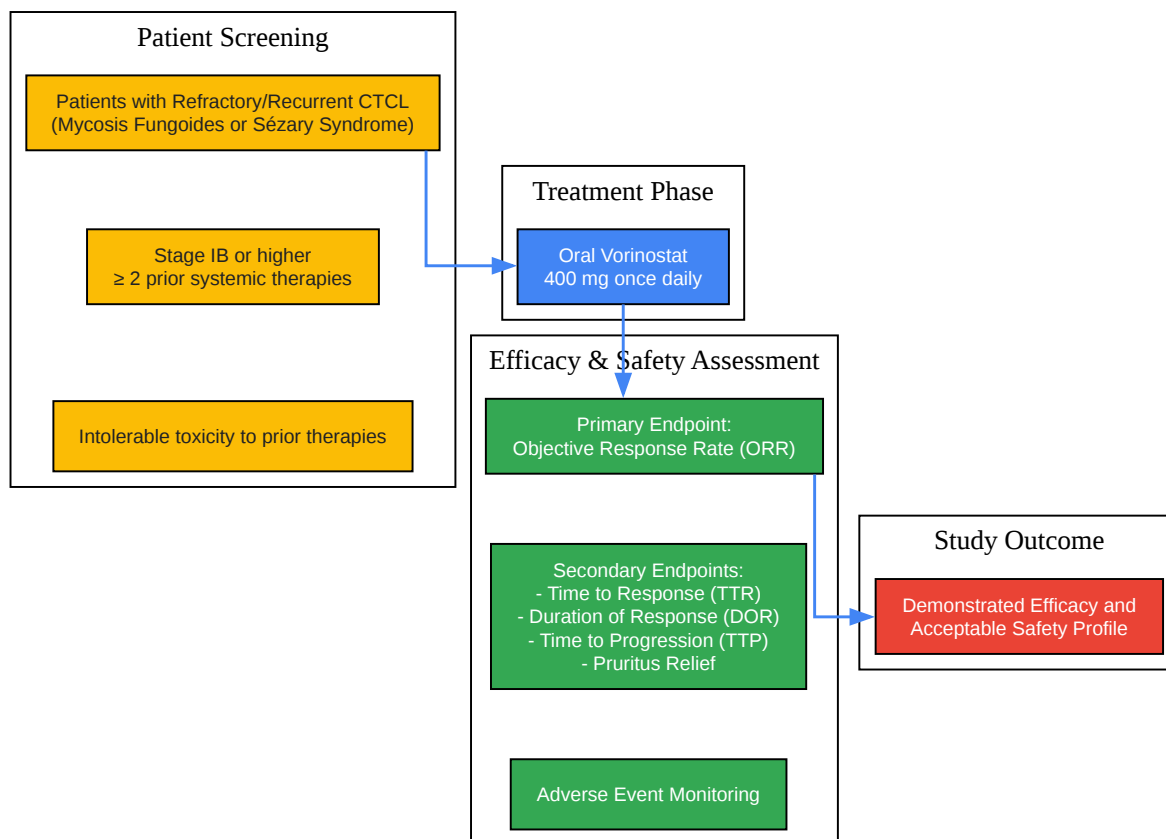 Patient Screening
Patients with Refractory/Recurrent CTCL
(Mycosis Fungoides or Sézary Syndrome)
Stage IB or higher
≥ 2 prior systemic therapies
Intolerable toxicity to prior therapies
Treatment Phase
Oral Vorinostat
400 mg once daily
Efficacy & Safety Assessment
Primary Endpoint:
Objective Response Rate (ORR)
Secondary Endpoints:
- Time to Response (TTR)
- Duration of Response (DOR)
- Time to Progression (TTP)
- Pruritus Relief
Adverse Event Monitoring
Study Outcome
Demonstrated Efficacy and
Acceptable Safety Profile